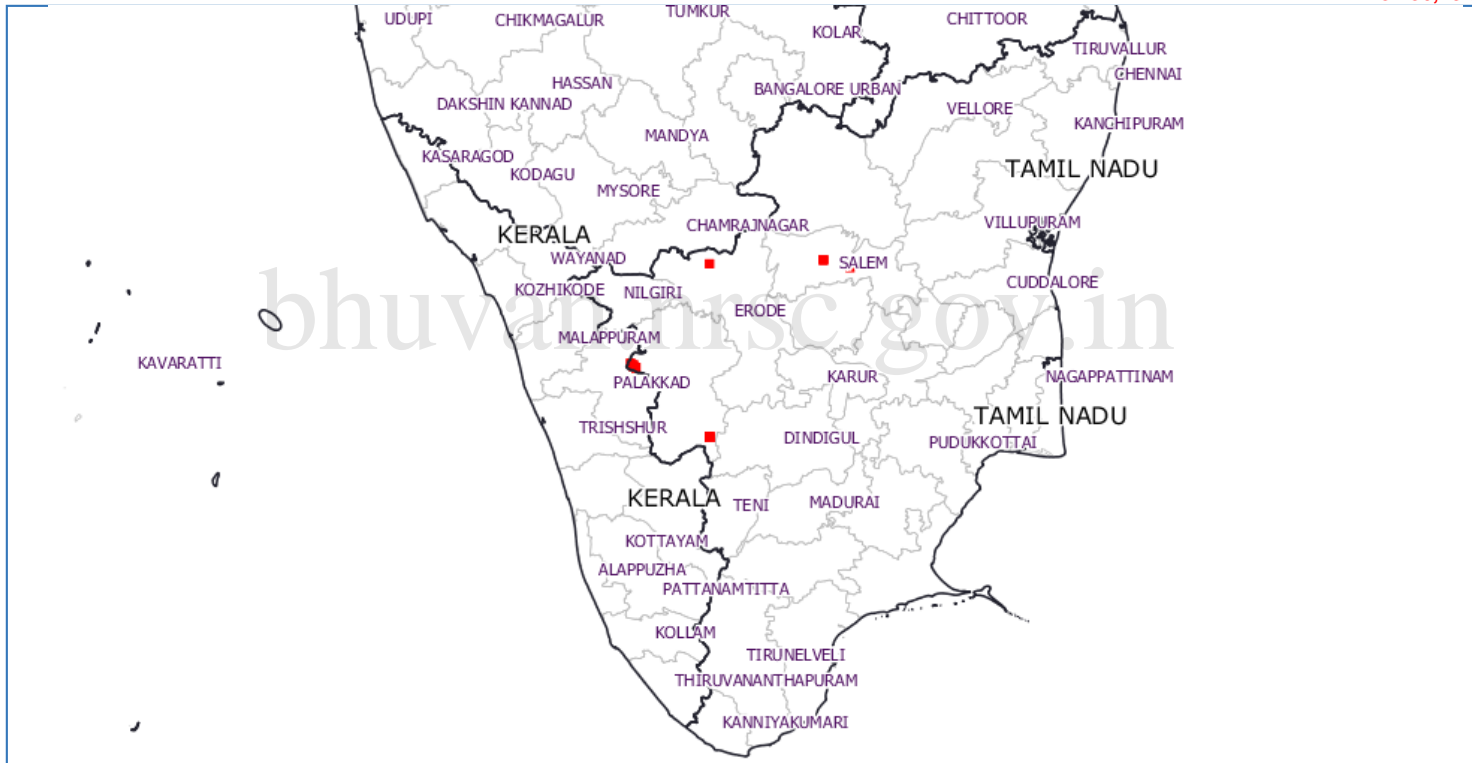 UDUPI
CHIKMAGALUR
TUMKUR
KOLAR
CHITTOOR
TIRUVALLUR
CHENNAI
HASSAN
BANGALORE URBAN
DAKSHIN KANNAD
VELLORE
KANCHIPURAM
MANDYA
KASARAGOD
KODAGU
TAMIL NADU
MYSORE
CHAMRAJNAGAR
VILLUPURAM
KERALA
WAYANAD
SALEM
KOZHIKODE
NILGIRI
CUDDALORE
ERODE
bhuvan.nrsc.gov.in
MALAPPURAM
KAVARATTI
PALAKKAD
KARUR
NAGAPPATTINAM
TAMIL NADU
TRISHSHUR
DINDIGUL
PUDUKKOTTAI
KERALA
TENI
MADURAI
KOTTAYAM
ALAPPUZHA
PATTANAMTITTA
KOLLAM
TIRUNELVELI
THIRUVANANTHAPURAM
KANNIYAKUMARI